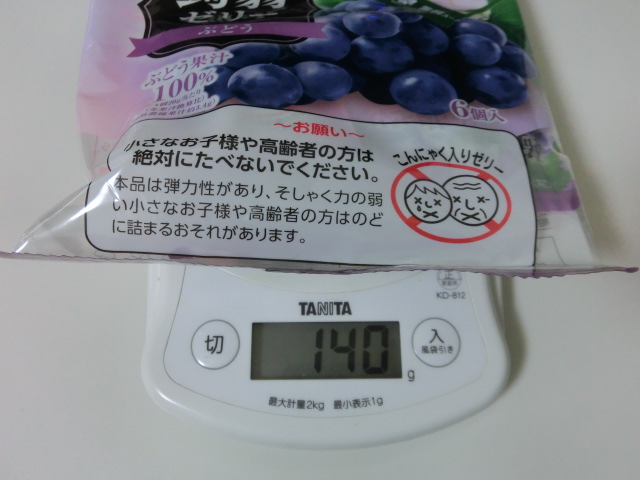 蒟蒻
ゼリー
ぶどう
ぶどう果汁
100%
6個入
～お願い～
小さなお子様や高齢者の方は
絶対にたべないでください。
本品は弾力性があり、そしゃく力の弱
い小さなお子様や高齢者の方はのど
に詰まるおそれがあります。
こんにゃく入りゼリー
正
KD-812
TANITA
切
140
g
入
風袋引き
最大計量2kg 最小表示1g